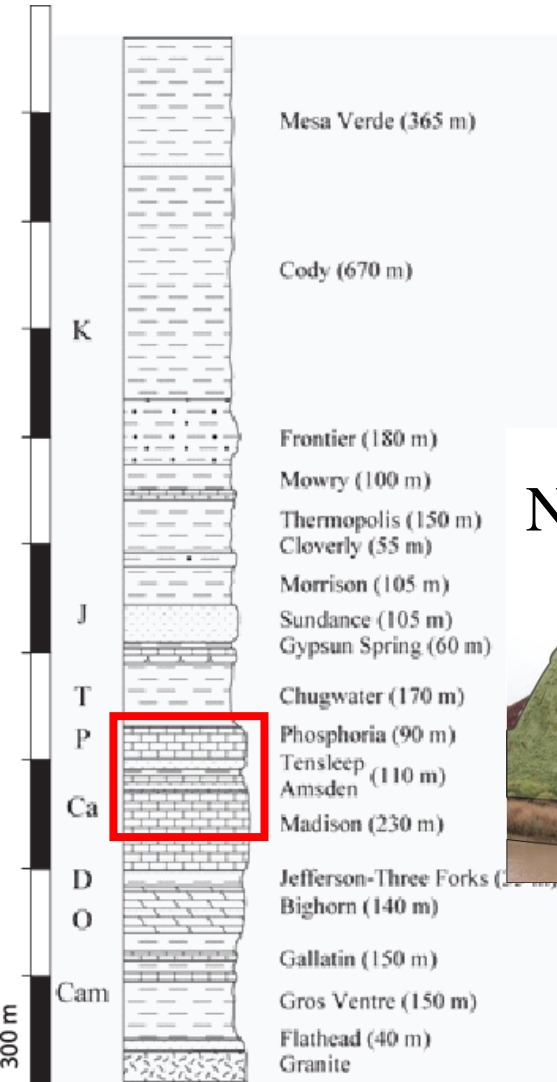 Mesa Verde (365 m)
Cody (670 m)
K
Frontier (180 m)
Mowry (100 m)
N
Thermopolis (150 m)
Cloverly (55 m)
Morrison (105 m)
J
Sundance (105 m)
Gypsun Spring (60 m)
T
Chugwater (170 m)
P
Phosphoria (90 m)
Tensleep
Amsden
(110 m)
Ca
Madison (230 m)
D
Jefferson-Three Forks
O
Bighorn (140 m)
Gallatin (150 m)
Cam
Gros Ventre (150 m)
300 m
Flathead (40 m)
Granite